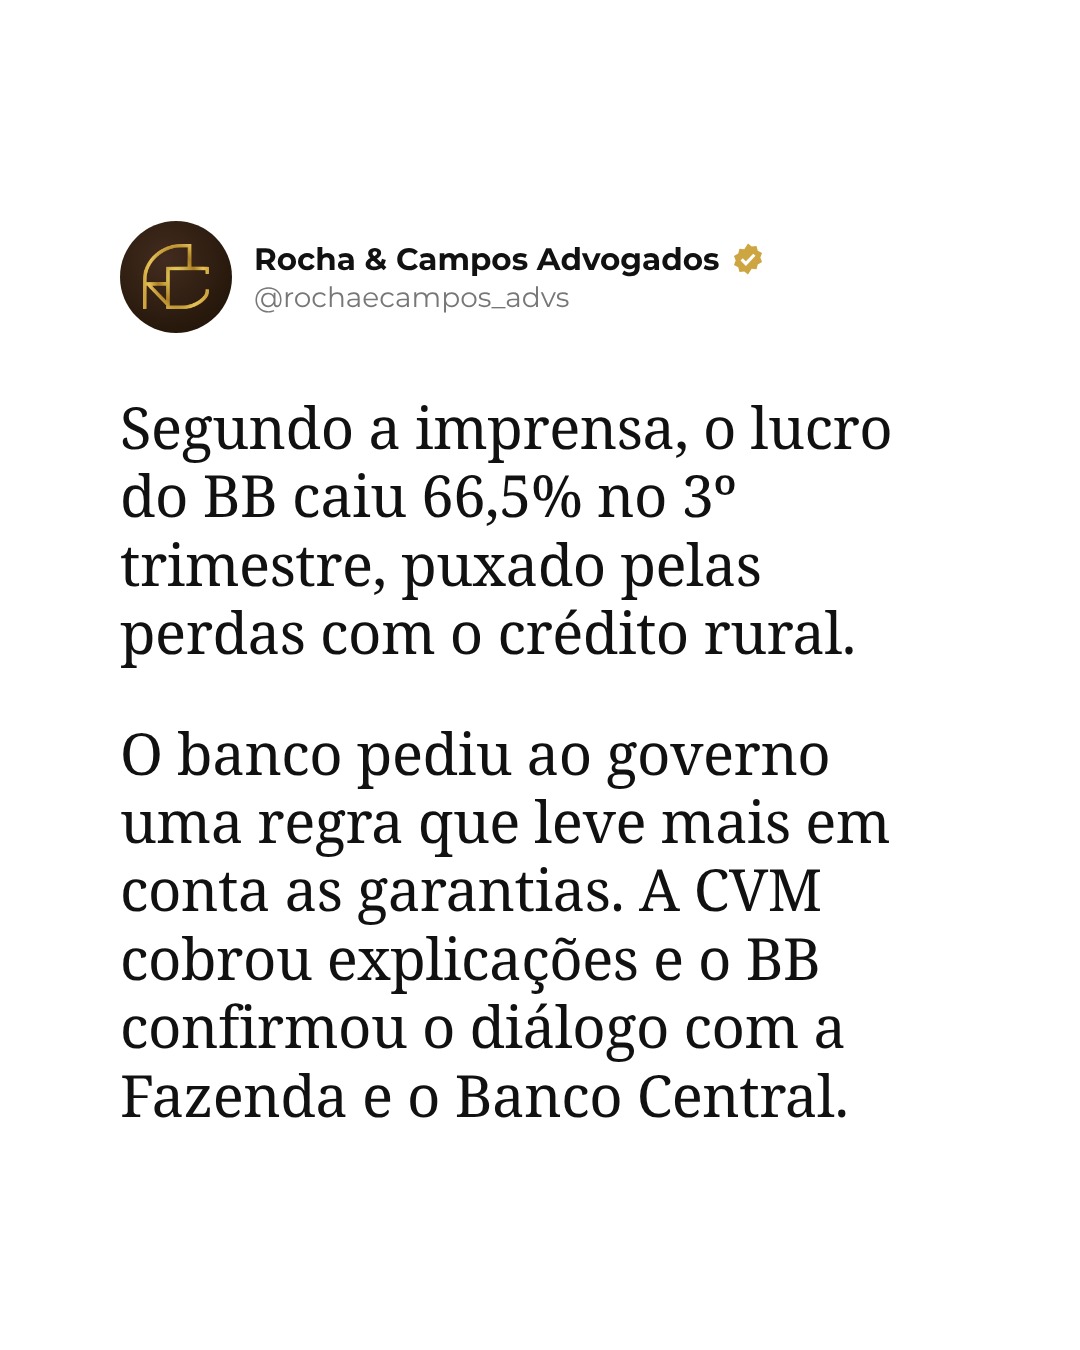 Rocha & Campos Advogados
@rochaecampos_advs
Segundo a imprensa, o lucro
do BB caiu 66,5% no 3º
trimestre, puxado pelas
perdas com o crédito rural.
O banco pediu ao governo
uma regra que leve mais em
conta as garantias. A CVM
cobrou explicações e o BB
confirmou o diálogo com a
Fazenda e o Banco Central.